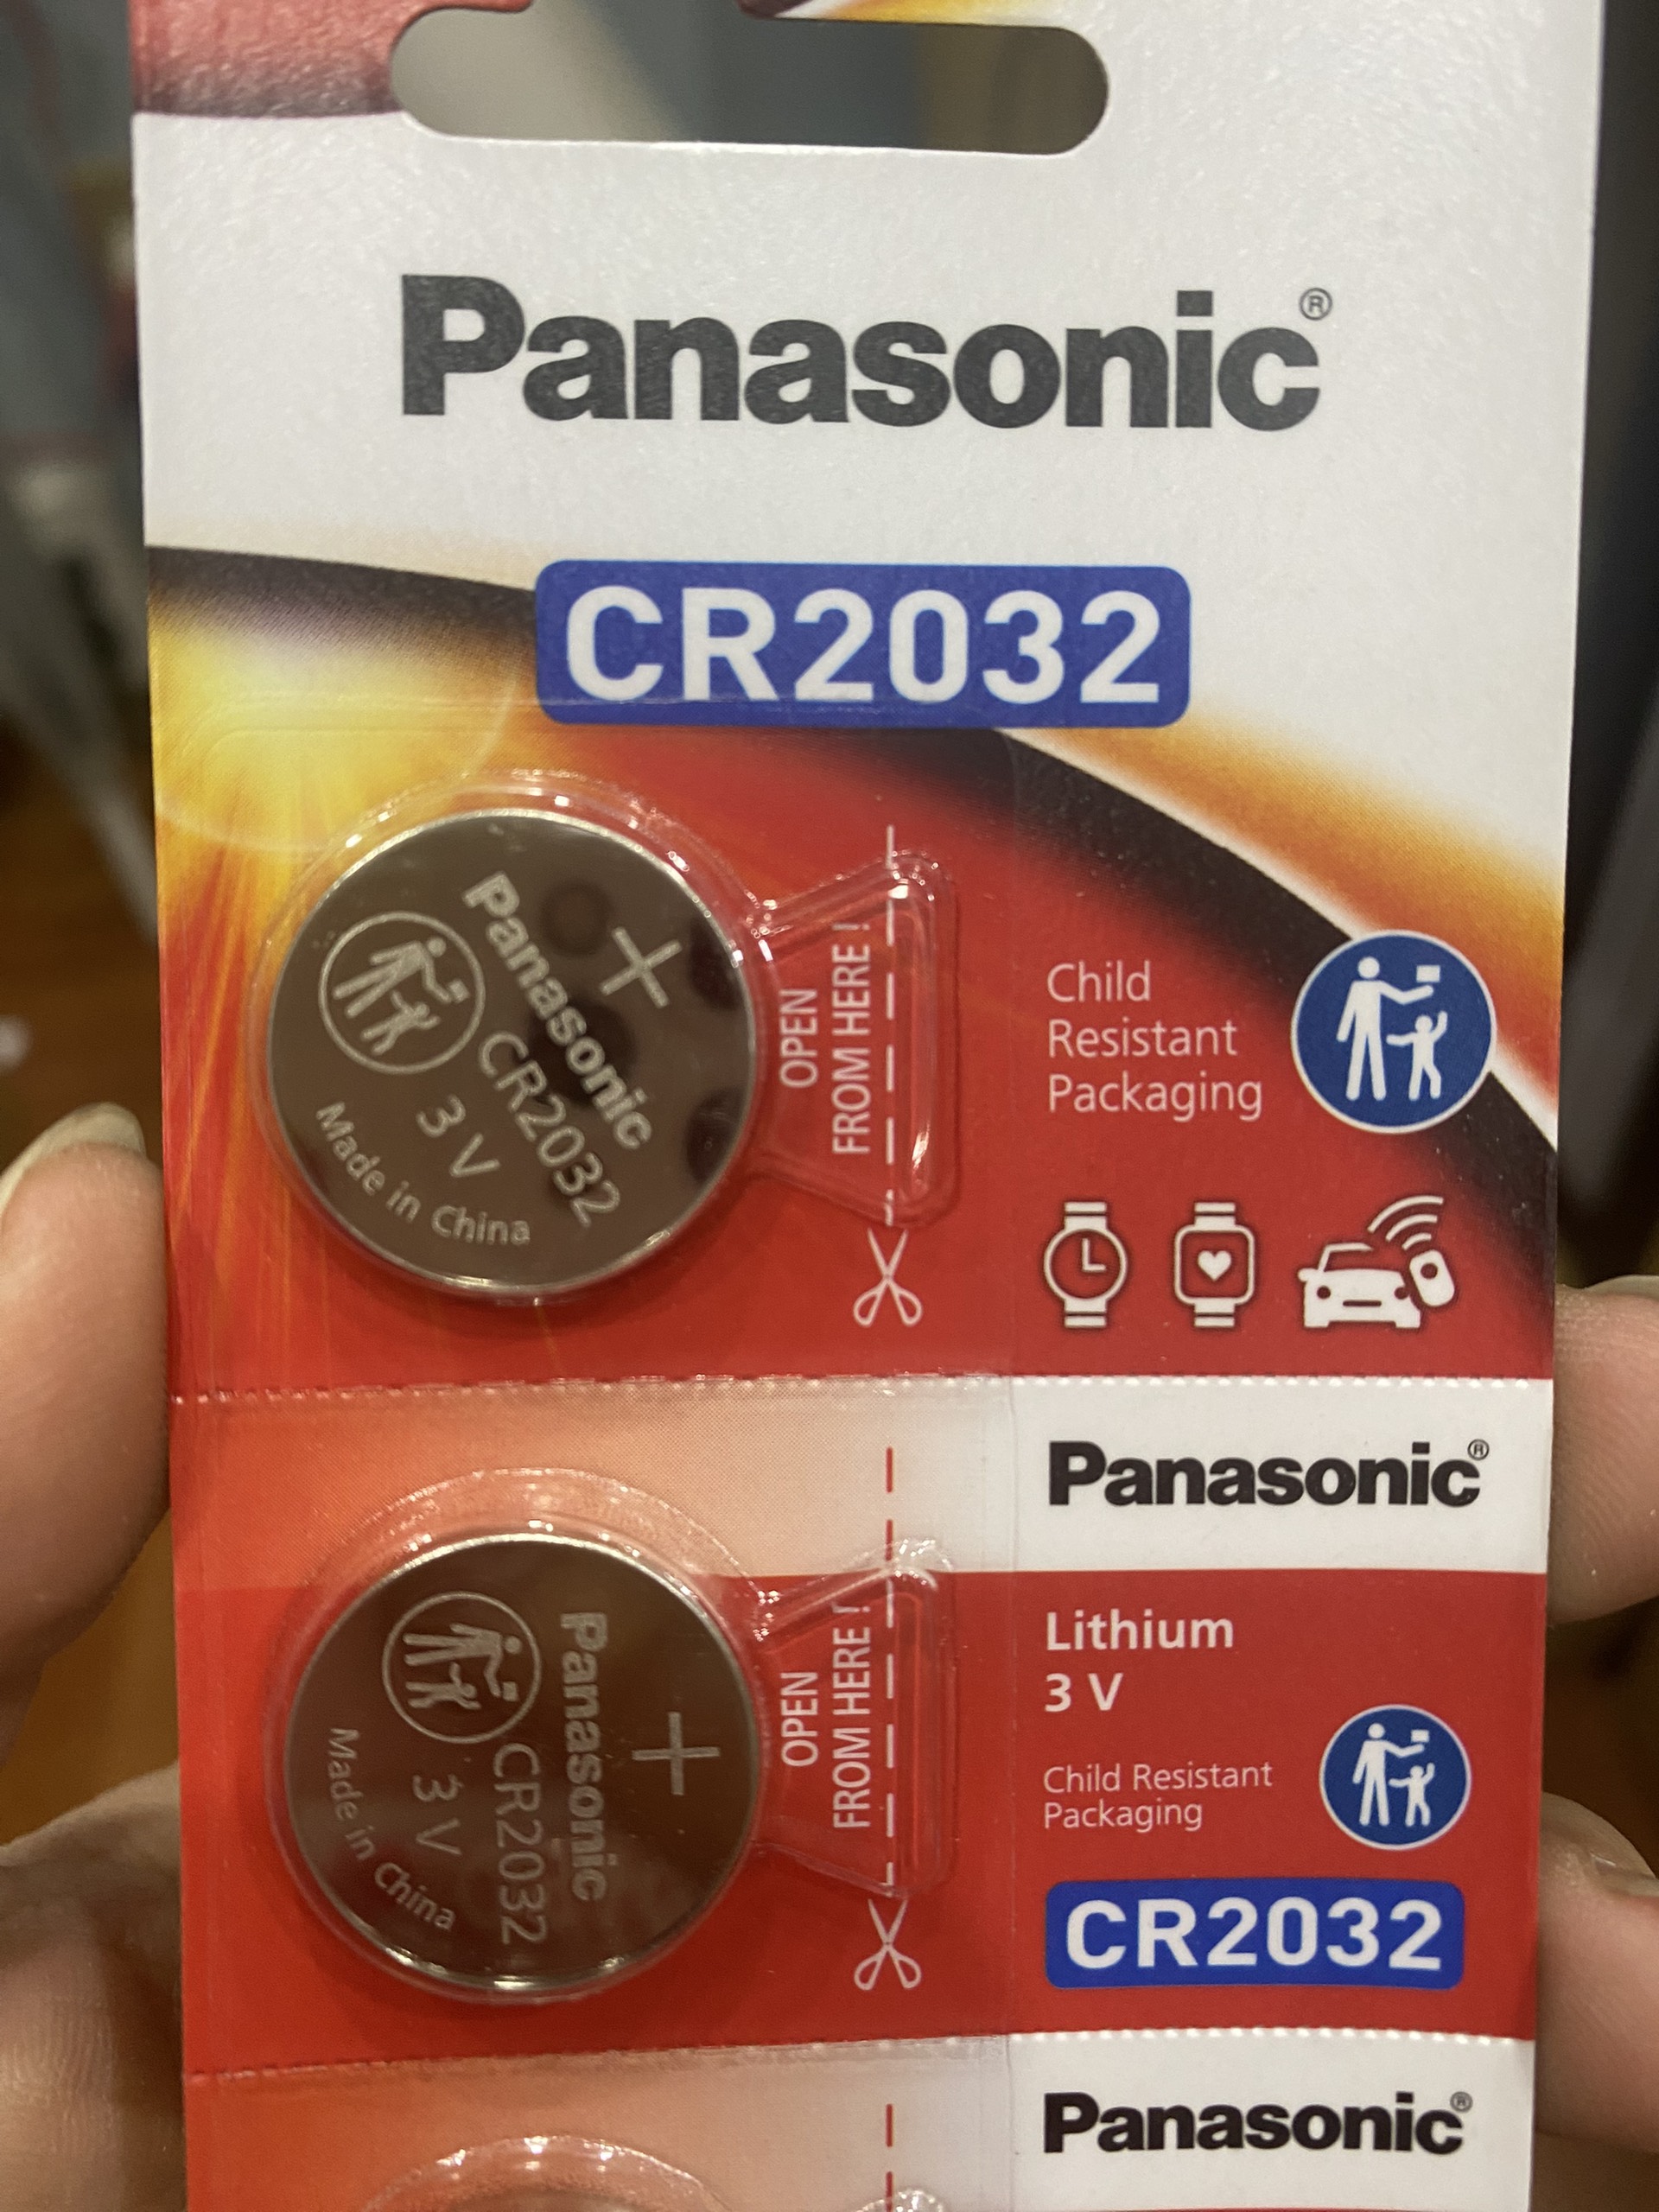 Panasonic®
CR2032
+
Panasonic
CR2032
3 V
Made in China
OPEN
FROM HERE !
Child
Resistant
Packaging
Panasonic®
+
Panasonic
CR2032
3 V
Made in China
OPEN
FROM HERE !
Lithium
3 V
Child Resistant
Packaging
CR2032
Panasonic®